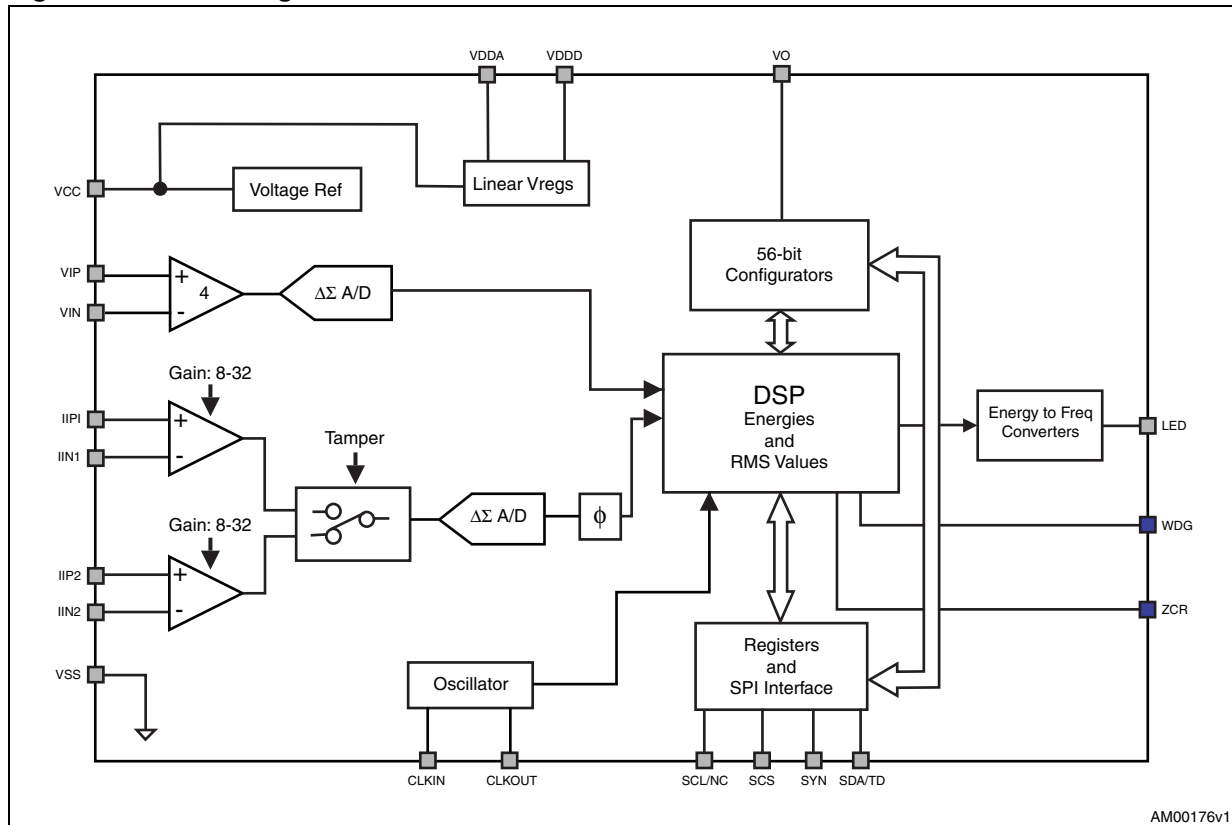 VDDA
VDDD
VO
VCC
Voltage Ref
Linear Vregs
VIP
VIN
+
4
-
ΔΣ A/D
56-bit
Configurators
Gain: 8-32
IIPI
IIN1
+
-
Tamper
ΔΣ A/D
ϕ
DSP
Energies
and
RMS Values
Energy to Freq
Converters
LED
Gain: 8-32
IIP2
IIN2
+
-
WDG
ZCR
VSS
Oscillator
Registers
and
SPI Interface
CLKIN
CLKOUT
SCL/NC
SCS
SYN
SDA/TD
AM00176v1